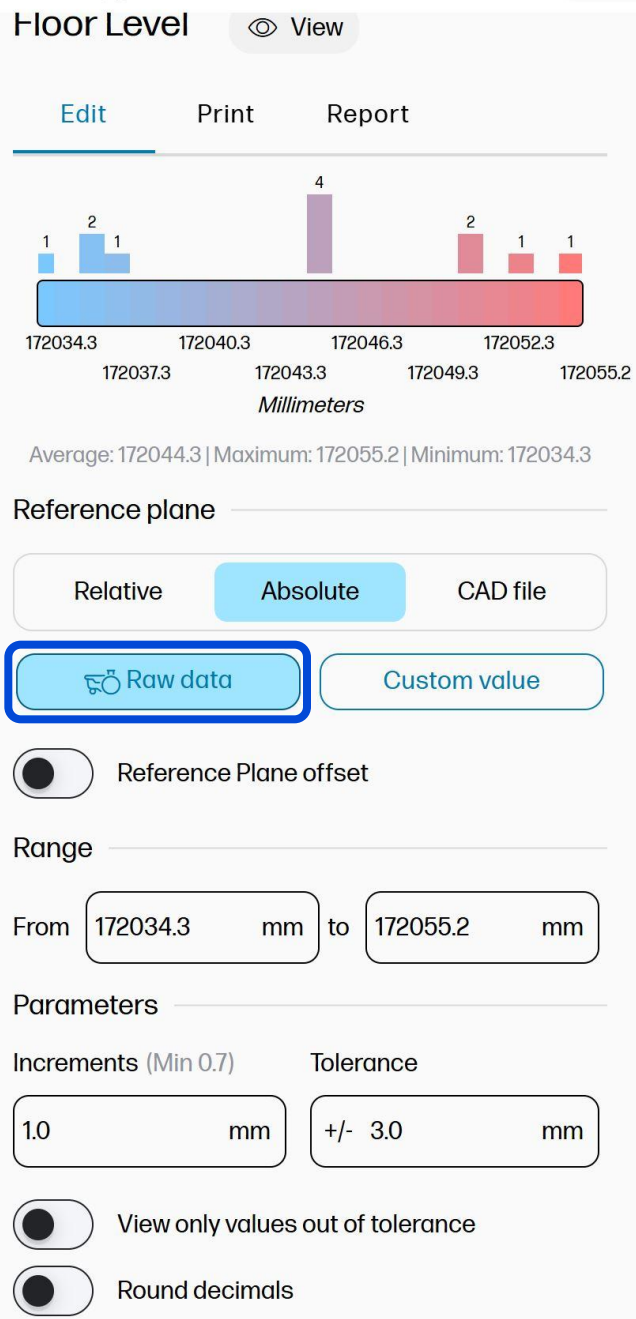 Floor Level View
Edit Print Report
4
2 2
1 1 1 1
172034.3 172040.3 172046.3 172052.3
172037.3 172043.3 172049.3 172055.2
Millimeters
Average: 172044.3 | Maximum: 172055.2 | Minimum: 172034.3
Reference plane
Relative Absolute CAD file
Raw data Custom value
Reference Plane offset
Range
From 172034.3 mm to 172055.2 mm
Parameters
Increments (Min 0.7) Tolerance
1.0 mm +/- 3.0 mm
View only values out of tolerance
Round decimals